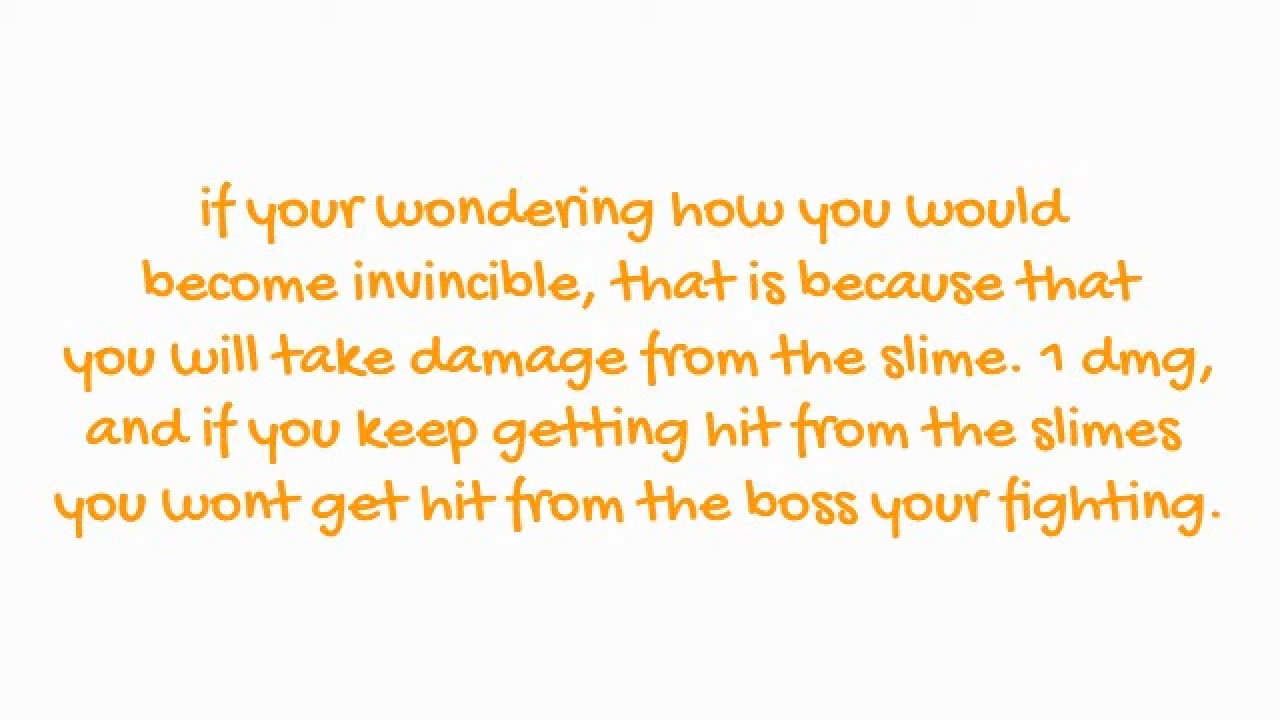 if your wondering how you would
become invincible, that is because that
you will take damage from the slime. 1 dmg,
and if you keep getting hit from the slimes
you wont get hit from the boss your fighting.